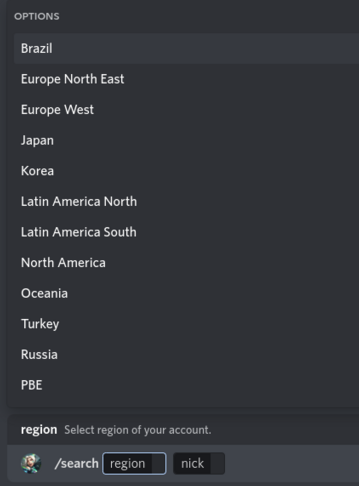 OPTIONS
Brazil
Europe North East
Europe West
Japan
Korea
Latin America North
Latin America South
North America
Oceania
Turkey
Russia
PBE
region Select region of your account.
/search region nick